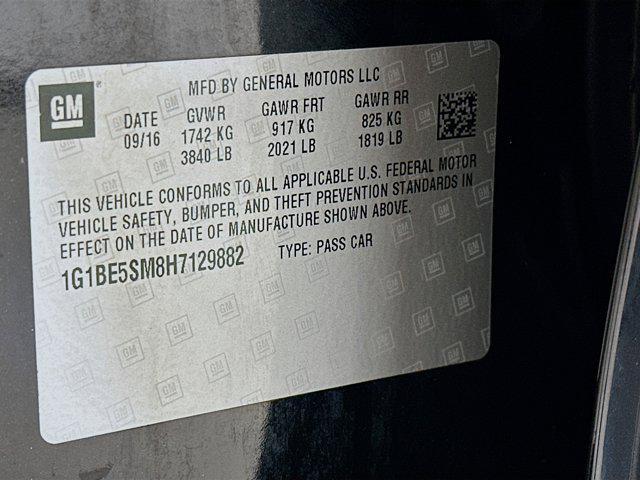 MFD BY GENERAL MOTORS LLC
GM
DATE GVWR GAWR FRT GAWR RR
09/16 1742 KG 917 KG 825 KG
3840 LB 2021 LB 1819 LB
THIS VEHICLE CONFORMS TO ALL APPLICABLE U.S. FEDERAL MOTOR
VEHICLE SAFETY, BUMPER, AND THEFT PREVENTION STANDARDS IN
EFFECT ON THE DATE OF MANUFACTURE SHOWN ABOVE.
1G1BE5SM8H7129882 TYPE: PASS CAR